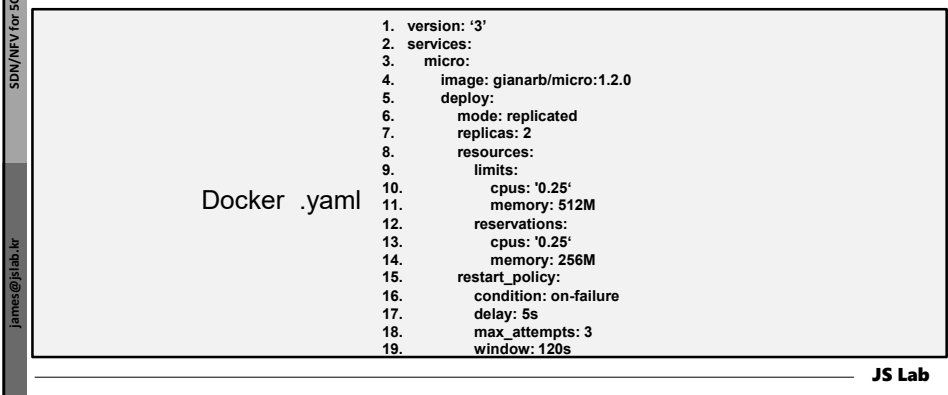 SDN/NFV for 5G
james@jslab.kr
Docker .yaml
1. version: ‘3’
2. services:
3. micro:
4. image: gianarb/micro:1.2.0
5. deploy:
6. mode: replicated
7. replicas: 2
8. resources:
9. limits:
10. cpus: '0.25‘
11. memory: 512M
12. reservations:
13. cpus: '0.25‘
14. memory: 256M
15. restart_policy:
16. condition: on-failure
17. delay: 5s
18. max_attempts: 3
19. window: 120s
JS Lab